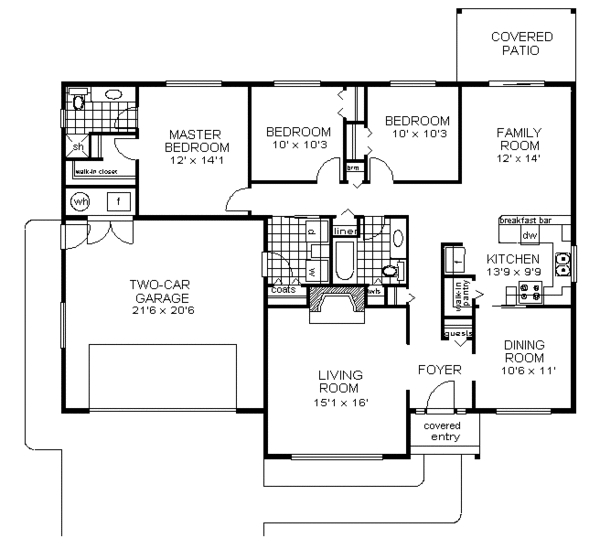 COVERED
PATIO
MASTER
BEDROOM
12' x 14'1
BEDROOM
10' x 10'3
BEDROOM
10' x 10'3
FAMILY
ROOM
12' x 14'
sh
walk-in closet
brm
wh
f
breakfast bar
dw
linen
d
w
KITCHEN
13'9 x 9'9
f
walk-in
pantry
TWO-CAR
GARAGE
21'6 x 20'6
coats
guests
LIVING
ROOM
15'1 x 16'
FOYER
DINING
ROOM
10'6 x 11'
covered
entry